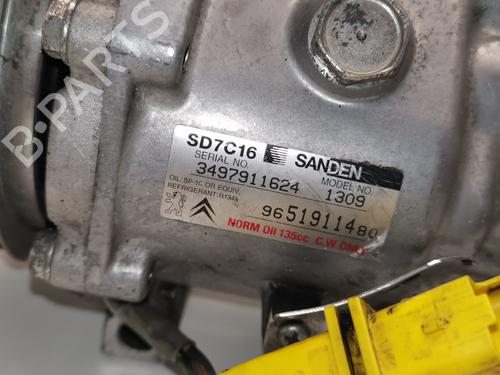 B-PARTS
SD7C16 SANDEN
SERIAL NO. MODEL NO.
3497911624 1309
OIL: SP-10 OR EQUIV.
REFRIGERANT: R134a
9651911480
NORM Oil 135cc C.W ONLY